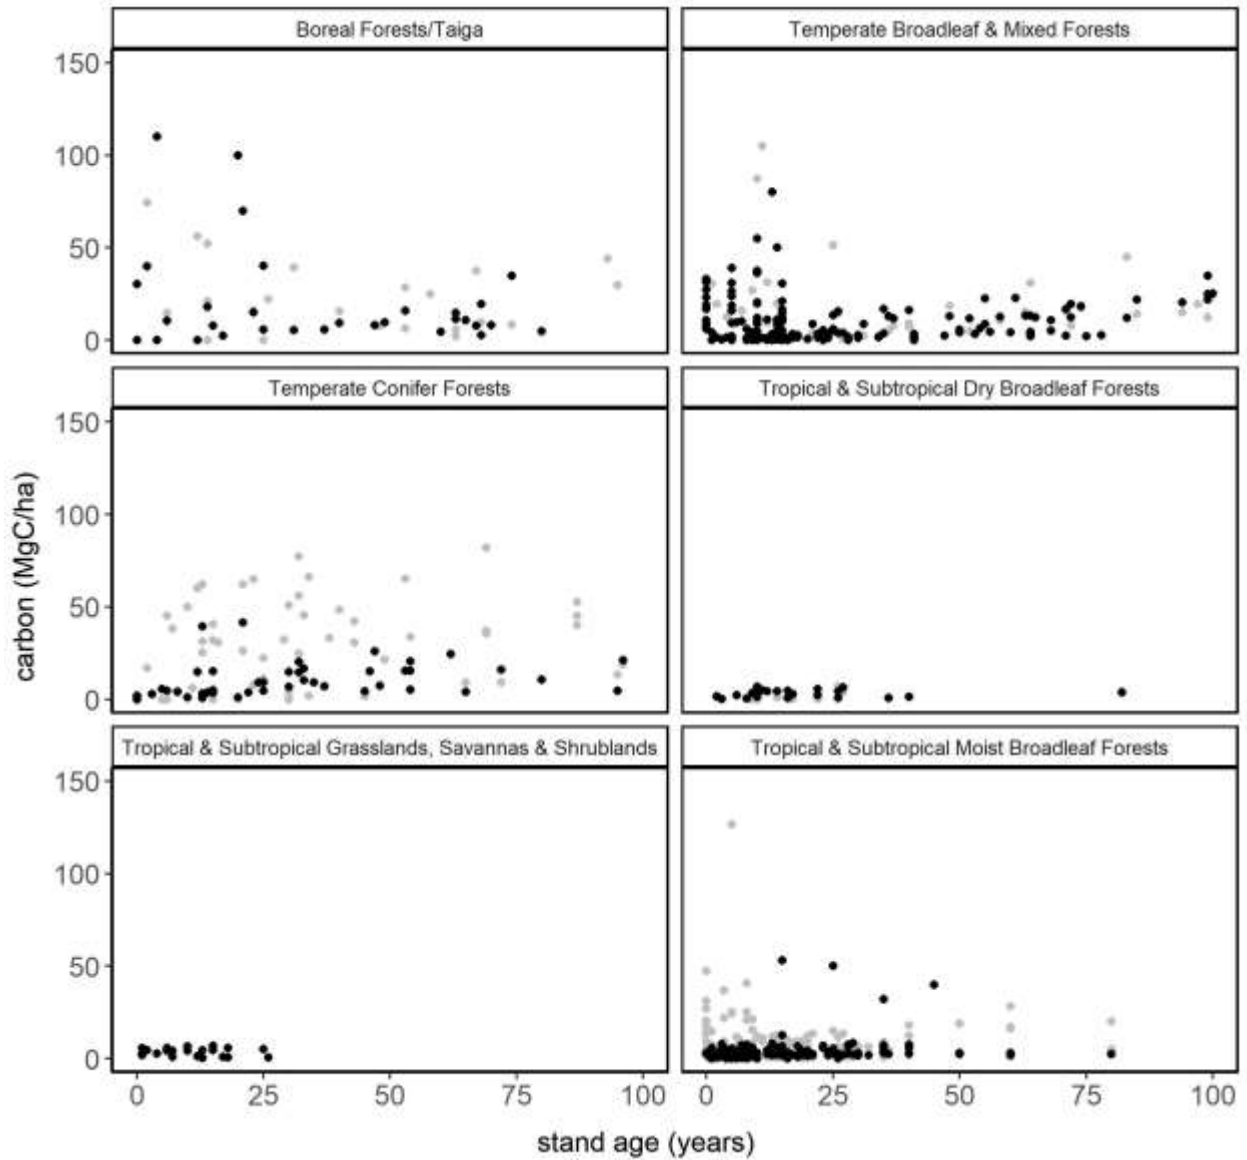 Boreal Forests/Taiga
Temperate Broadleaf & Mixed Forests
150
100
50
0
Temperate Conifer Forests
Tropical & Subtropical Dry Broadleaf Forests
150
100
50
0
carbon (MgC/ha)
Tropical & Subtropical Grasslands, Savannas & Shrublands
Tropical & Subtropical Moist Broadleaf Forests
150
100
50
0
0 25 50 75 100
0 25 50 75 100
stand age (years)